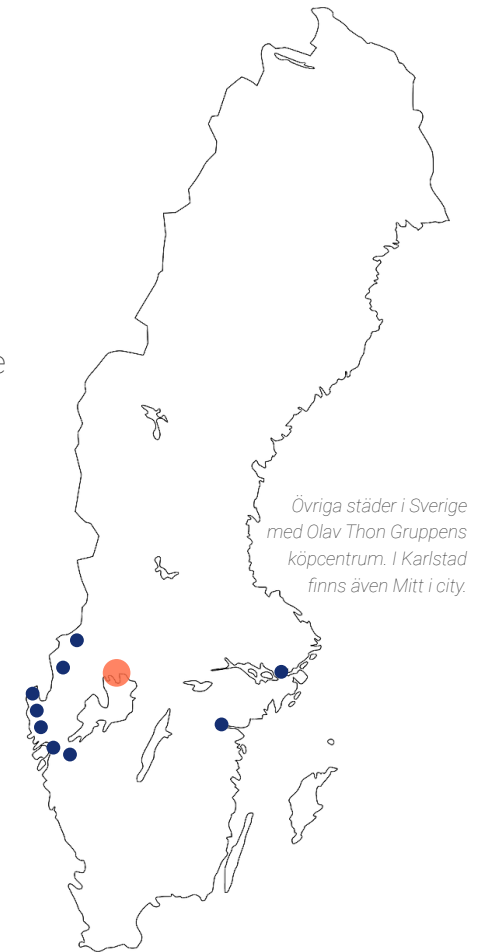 Övriga städer i Sverige
med Olav Thon Gruppens
köpcentrum. I Karlstad
finns även Mitt i city.